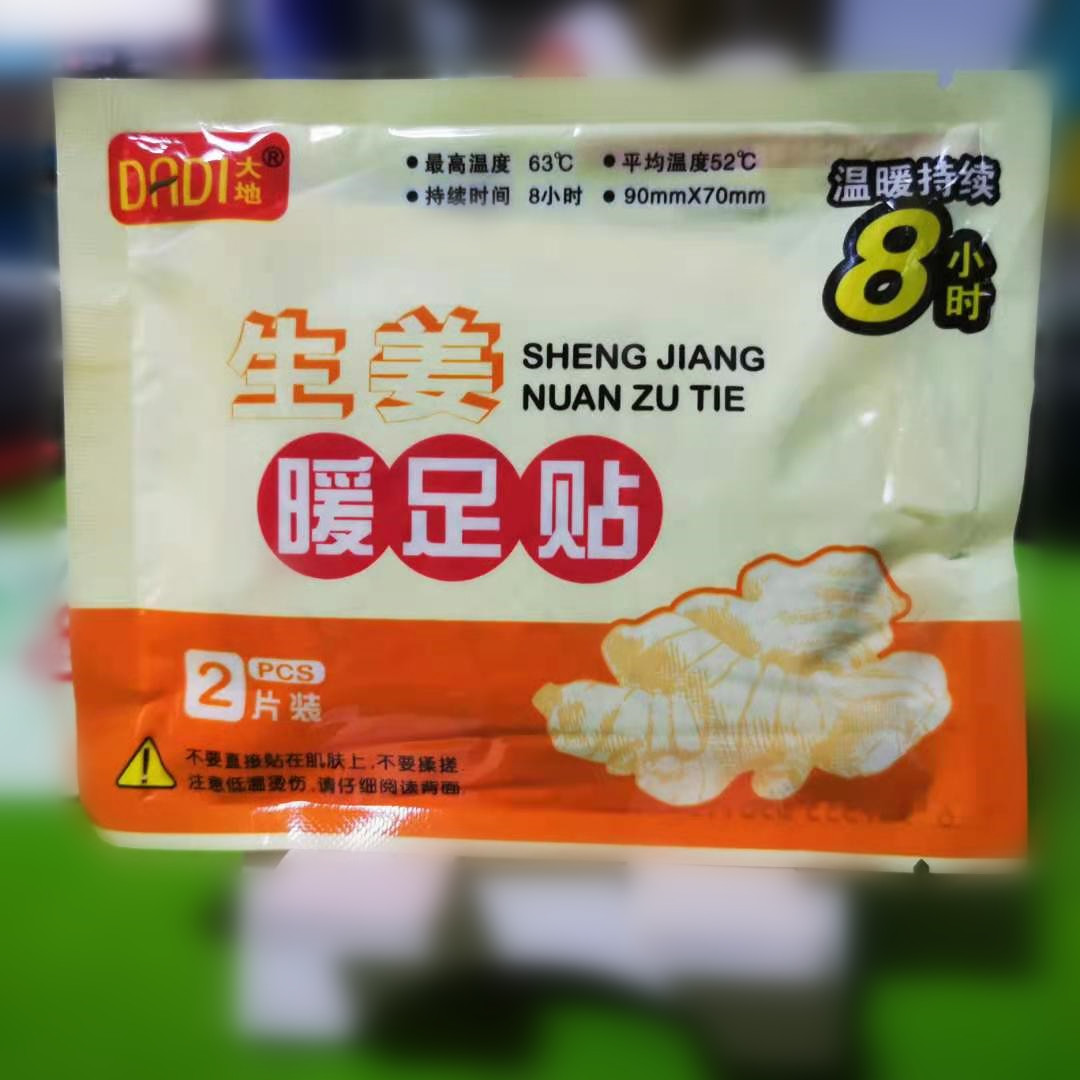 DADI大地®
●最高温度 63℃ ●平均温度52℃
●持续时间 8小时 ●90mmX70mm
温暖持续
8小时
生姜
SHENG JIANG
NUAN ZU TIE
暖足贴
2PCS
片装
不要直接贴在肌肤上,不要揉搓.
注意低温烫伤.请仔细阅读背面.